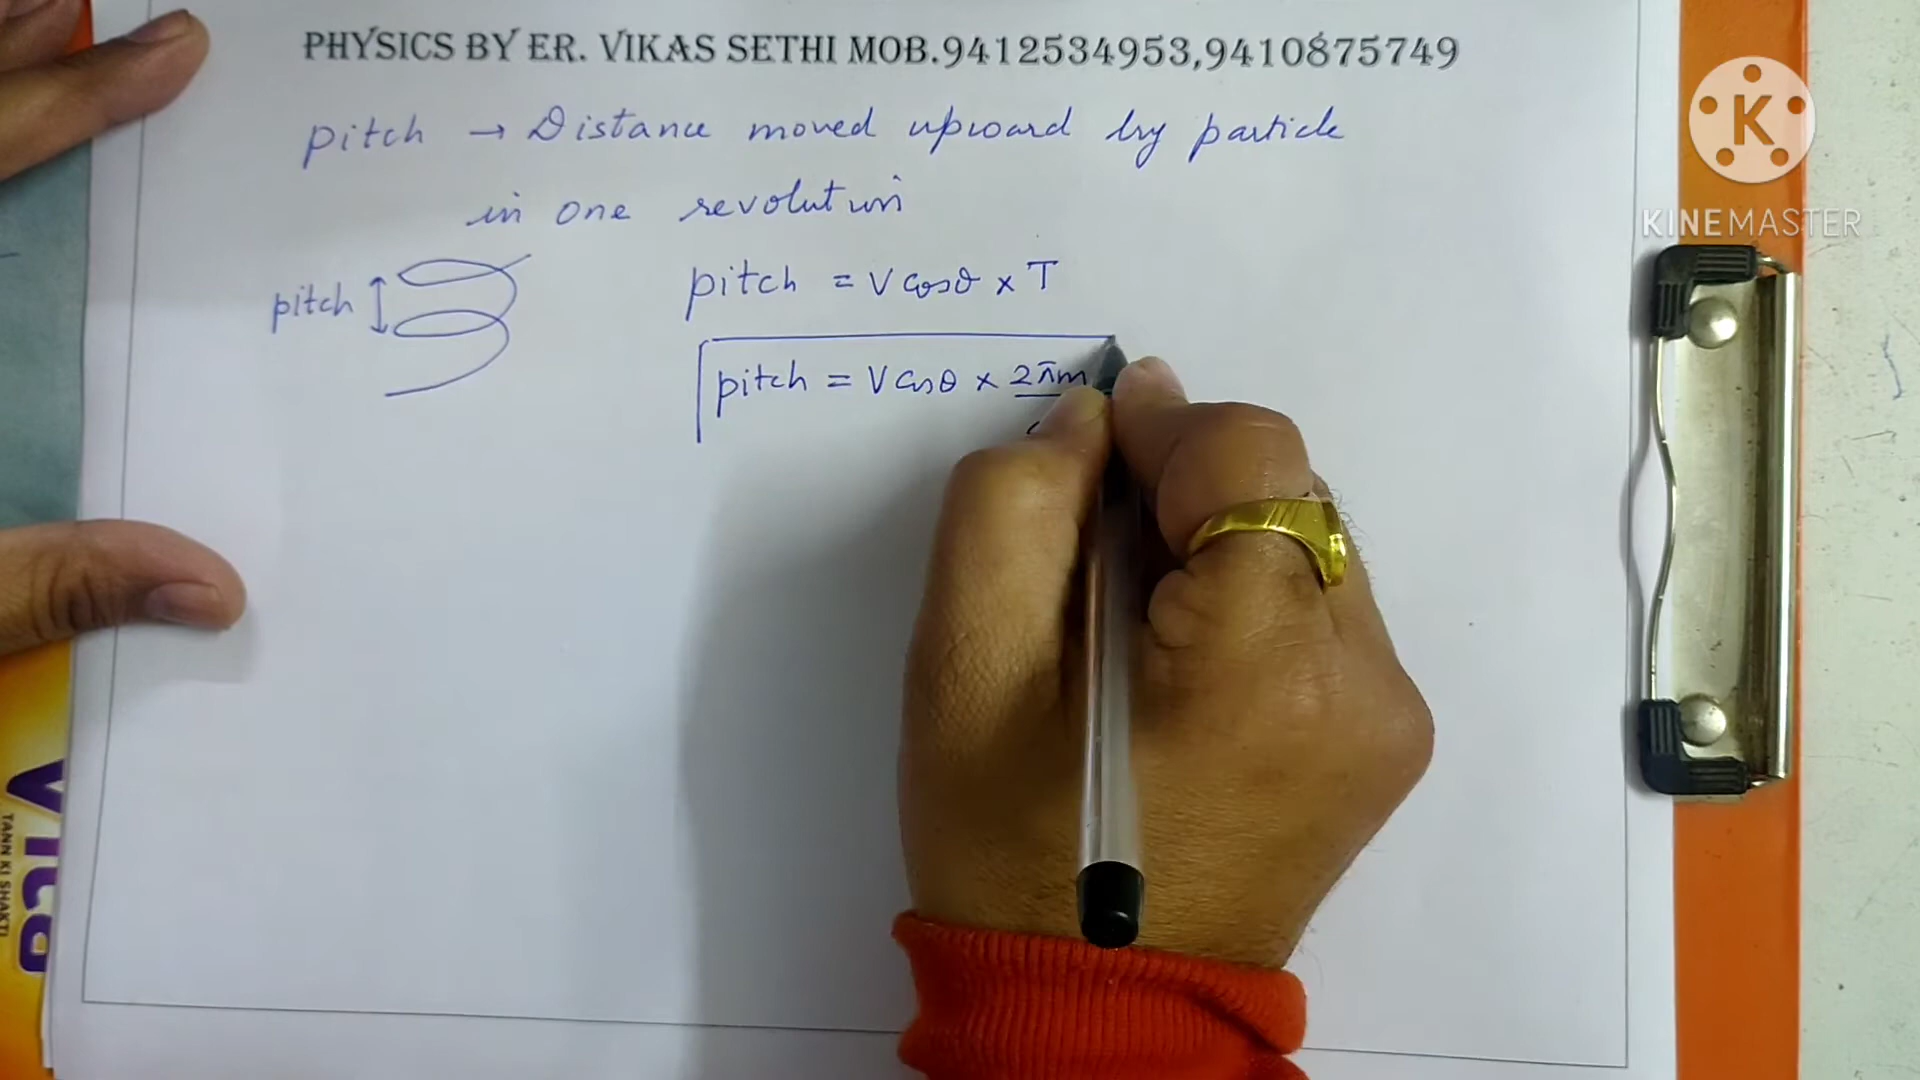 PHYSICS BY ER. VIKAS SETHI MOB.9412534953,9410875749
K
KINEMASTER
pitch → Distance moved upward by particle
in one revolution
pitch
pitch = V cosθ × T
pitch = V cosθ × 2πm
Vita
TANN KI SHAKTI